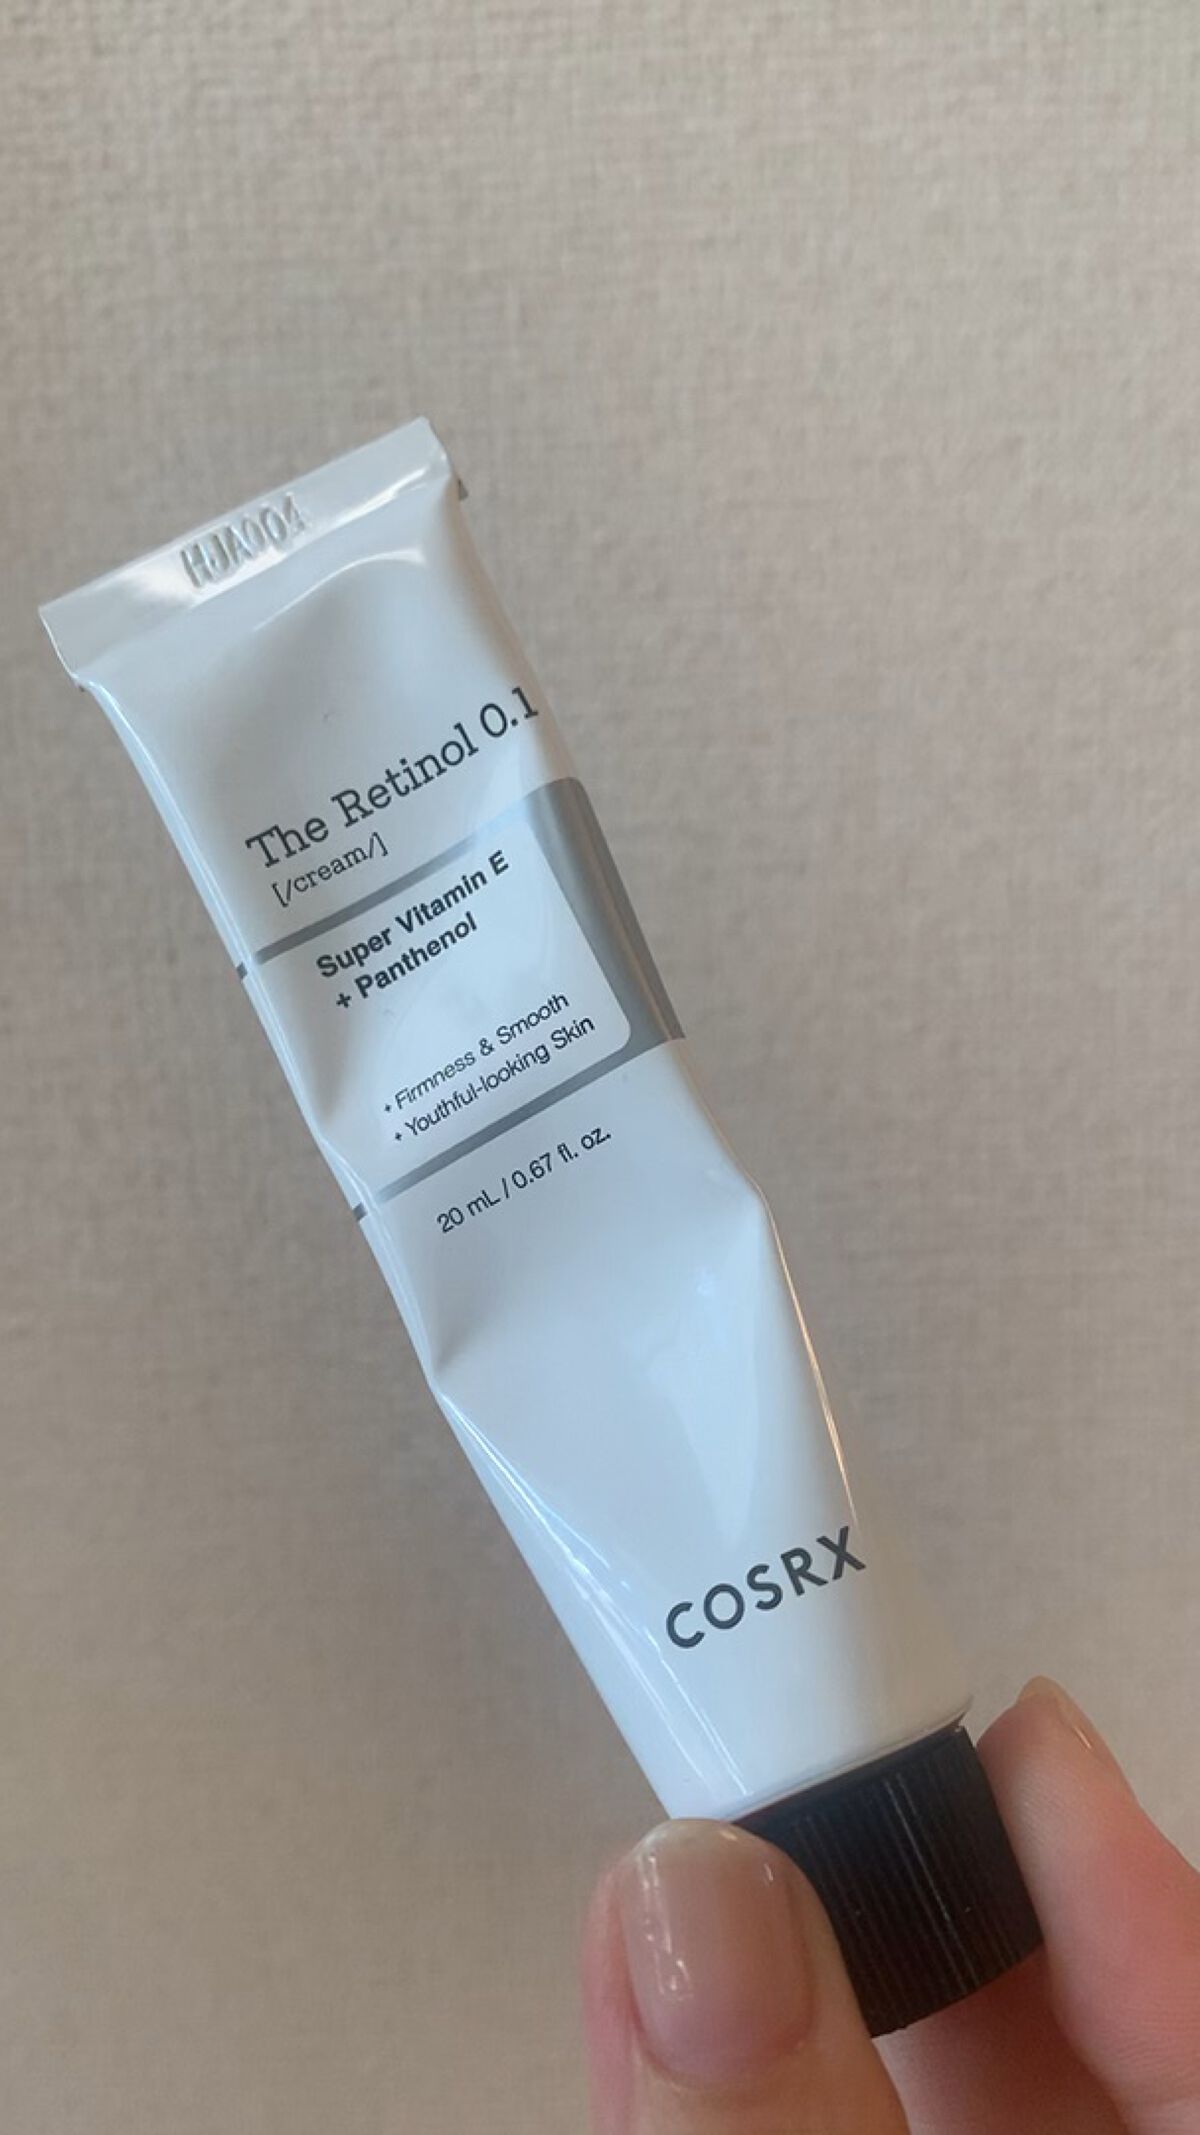 HJA004
The Retinol 0.1
[/cream/]
Super Vitamin E
+ Panthenol
+ Firmness & Smooth
+ Youthful-looking Skin
20 mL / 0.67 fl. oz.
COSRX